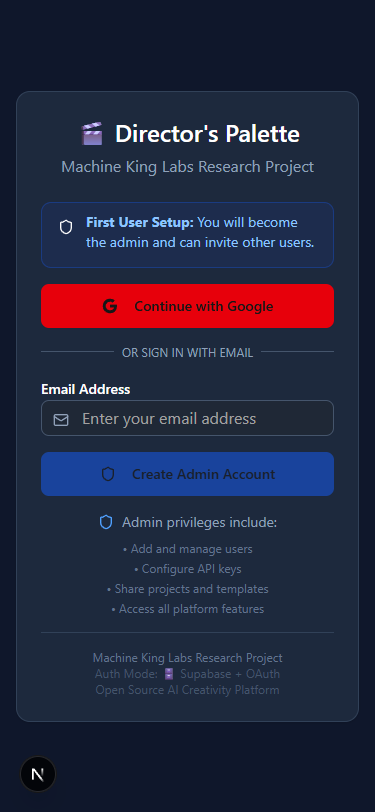 Director's Palette
Machine King Labs Research Project
First User Setup: You will become
the admin and can invite other users.
G Continue with Google
OR SIGN IN WITH EMAIL
Email Address
Enter your email address
Create Admin Account
Admin privileges include:
• Add and manage users
• Configure API keys
• Share projects and templates
• Access all platform features
Machine King Labs Research Project
Auth Mode: Supabase + OAuth
Open Source AI Creativity Platform
N